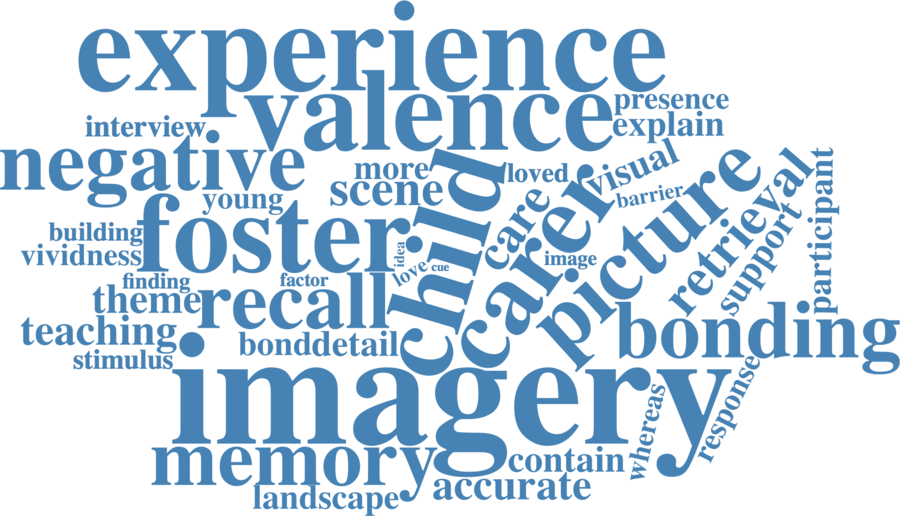 experience
valence
presence
interview
explain
negative
more
loved
visual
scene
child
young
care
barrier
picture
retrieval
participant
foster
building
vividness
idea
love
cue
carer
image
support
finding
factor
theme
recall
teaching
bond
detail
bonding
stimulus
imagery
whereas
response
memory
contain
accurate
landscape